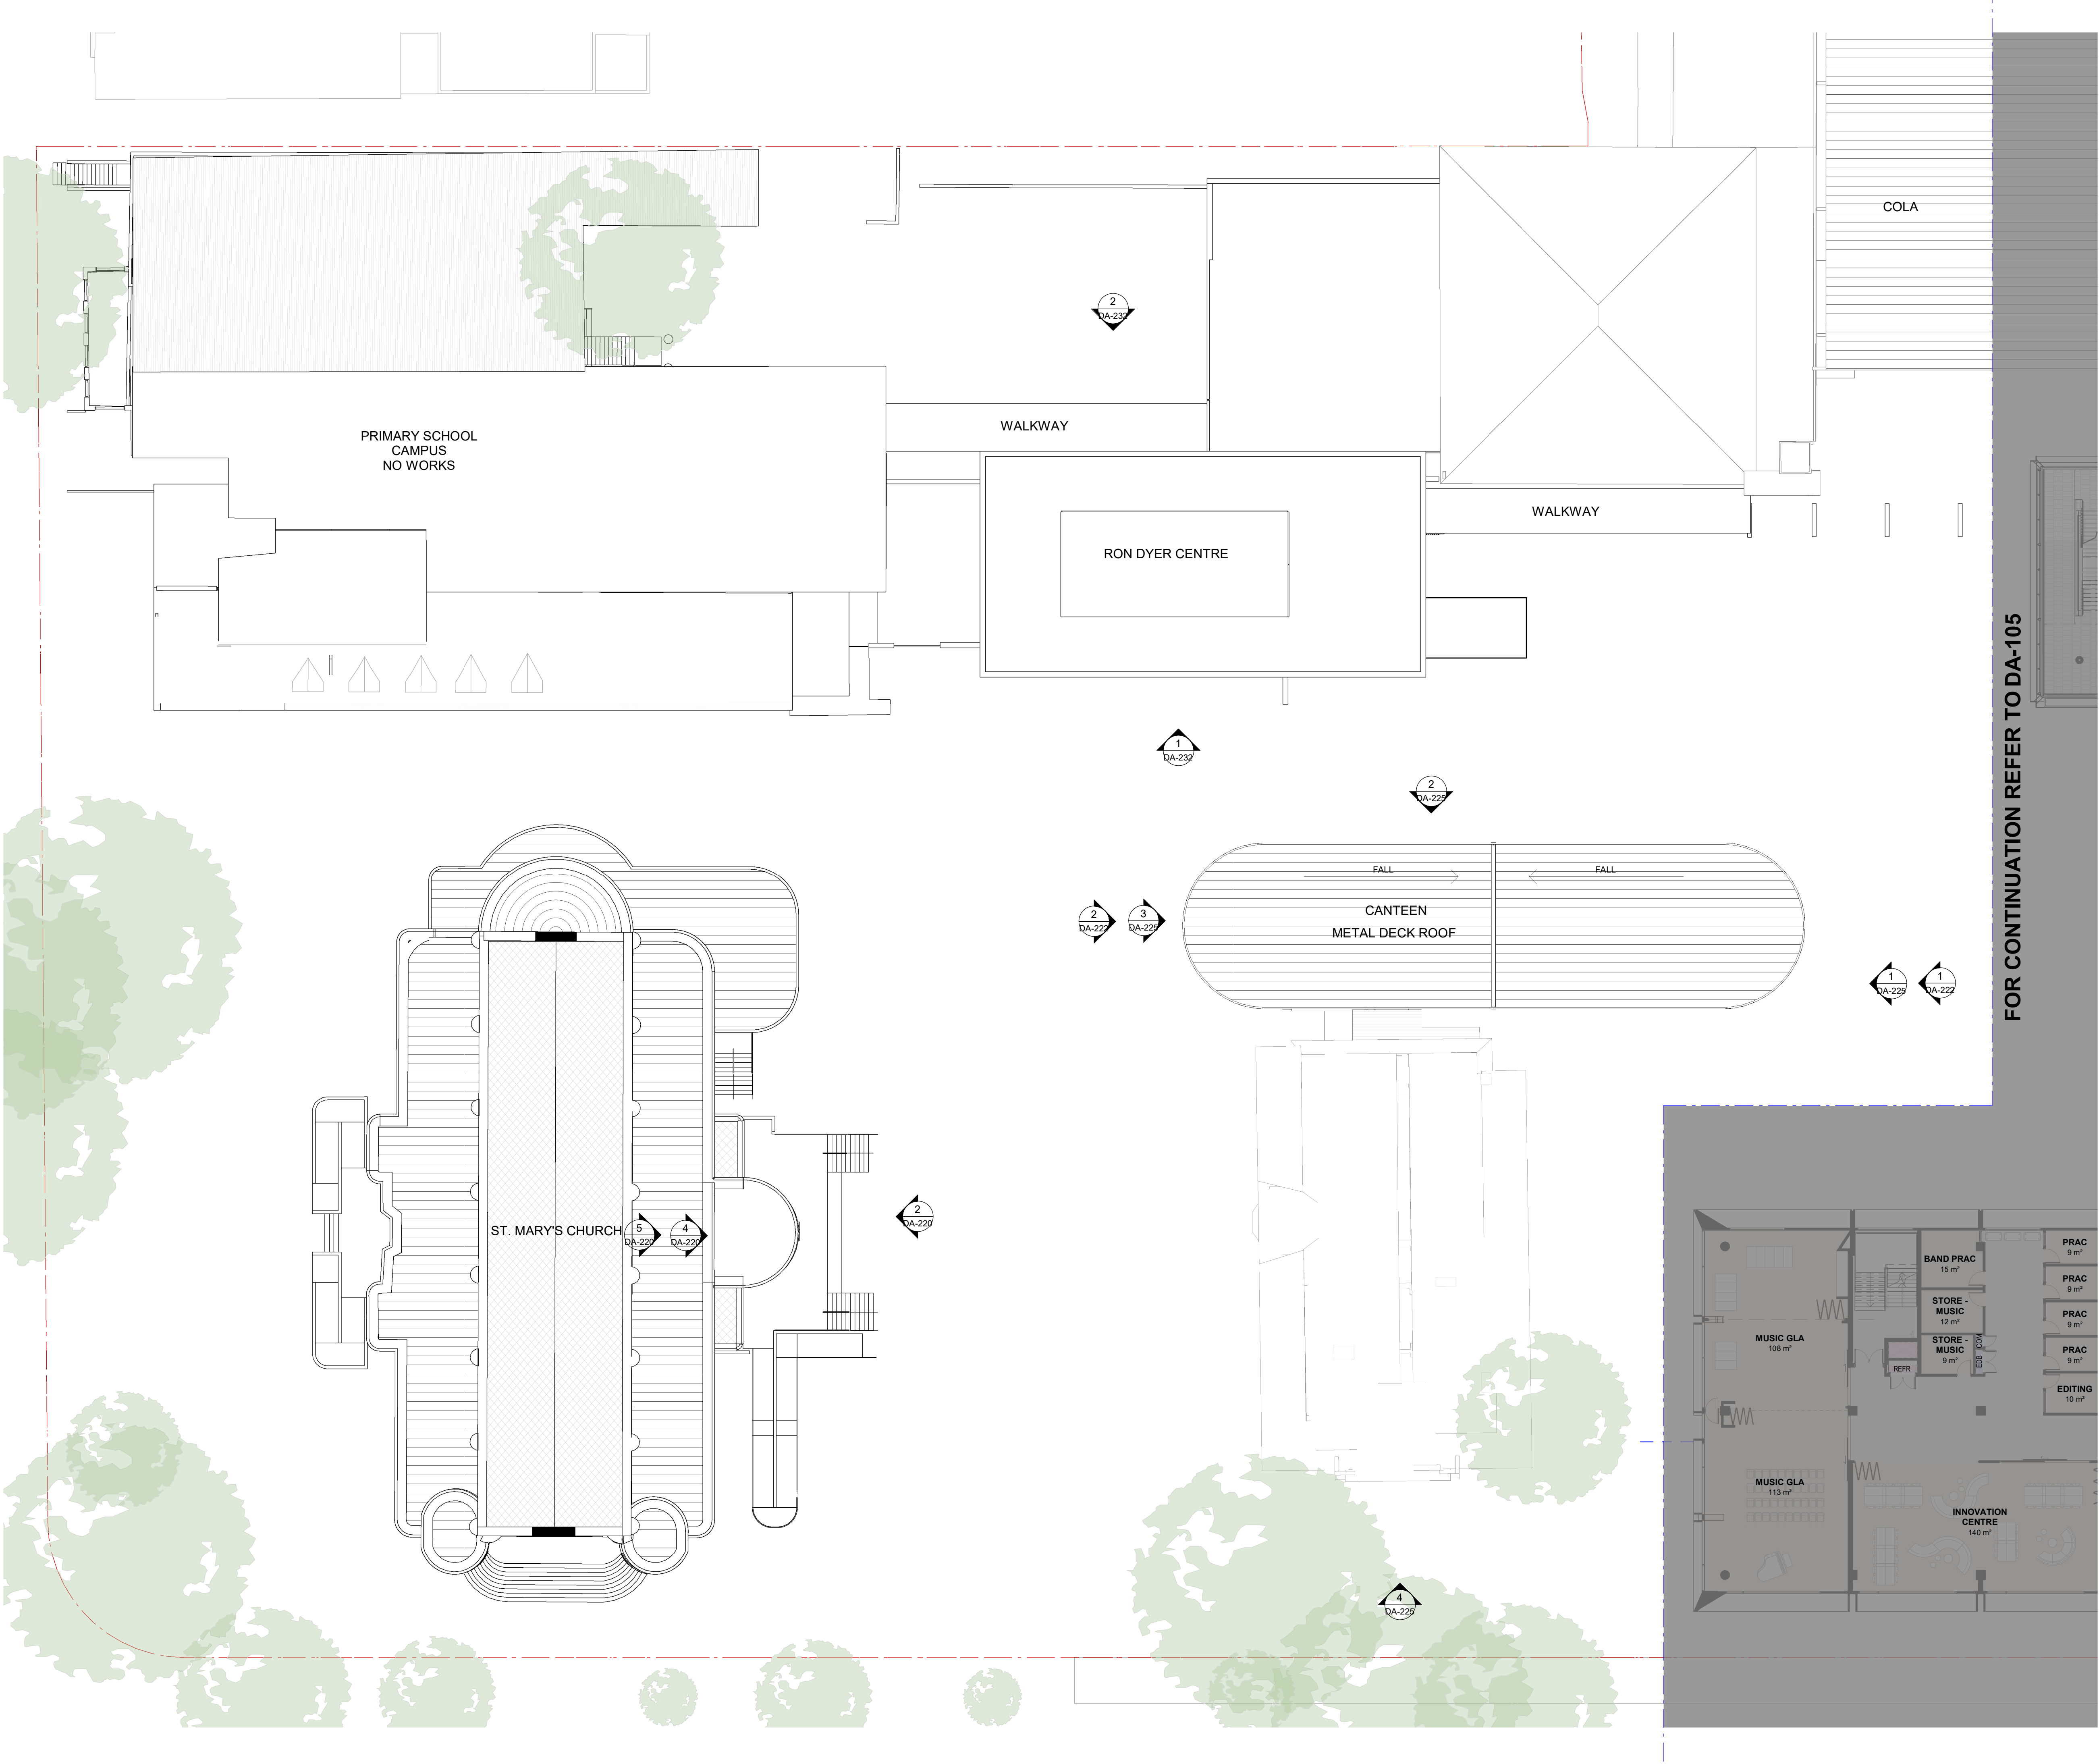 COLA
2
DA-232
WALKWAY
PRIMARY SCHOOL
CAMPUS
NO WORKS
WALKWAY
RON DYER CENTRE
FOR CONTINUATION REFER TO DA-105
1
DA-232
2
DA-225
FALL
FALL
CANTEEN
METAL DECK ROOF
2
DA-222
3
DA-225
1
DA-225
1
DA-222
ST. MARY'S CHURCH
5
DA-220
4
DA-220
2
DA-220
BAND PRAC
15 m²
PRAC
9 m²
PRAC
9 m²
STORE -
MUSIC
12 m²
PRAC
9 m²
MUSIC GLA
108 m²
STORE -
MUSIC
9 m²
EDB
COM
PRAC
9 m²
REFR
EDITING
10 m²
MUSIC GLA
113 m²
INNOVATION
CENTRE
140 m²
4
DA-225